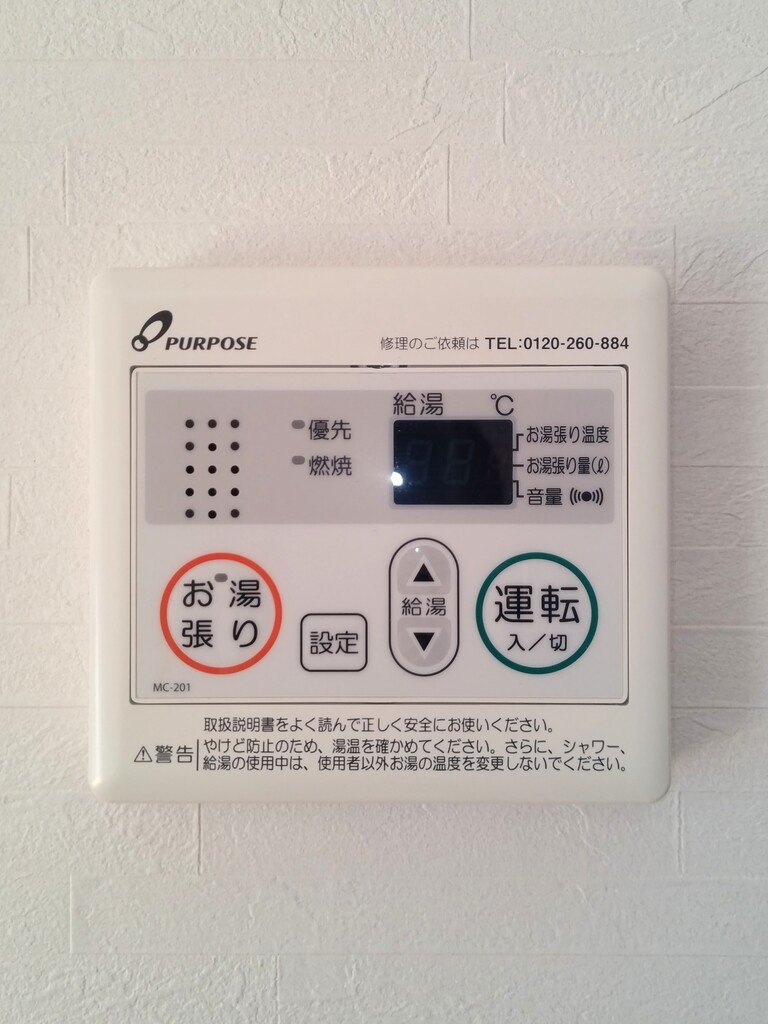 PURPOSE
修理のご依頼は TEL:0120-260-884
給湯 ℃
優先
燃焼
お湯張り温度
お湯張り量(ℓ)
音量
お湯
張り
設定
▲
給湯
▼
運転
入／切
MC-201
取扱説明書をよく読んで正しく安全にお使いください。
⚠警告
やけど防止のため、湯温を確かめてください。さらに、シャワー、
給湯の使用中は、使用者以外お湯の温度を変更しないでください。